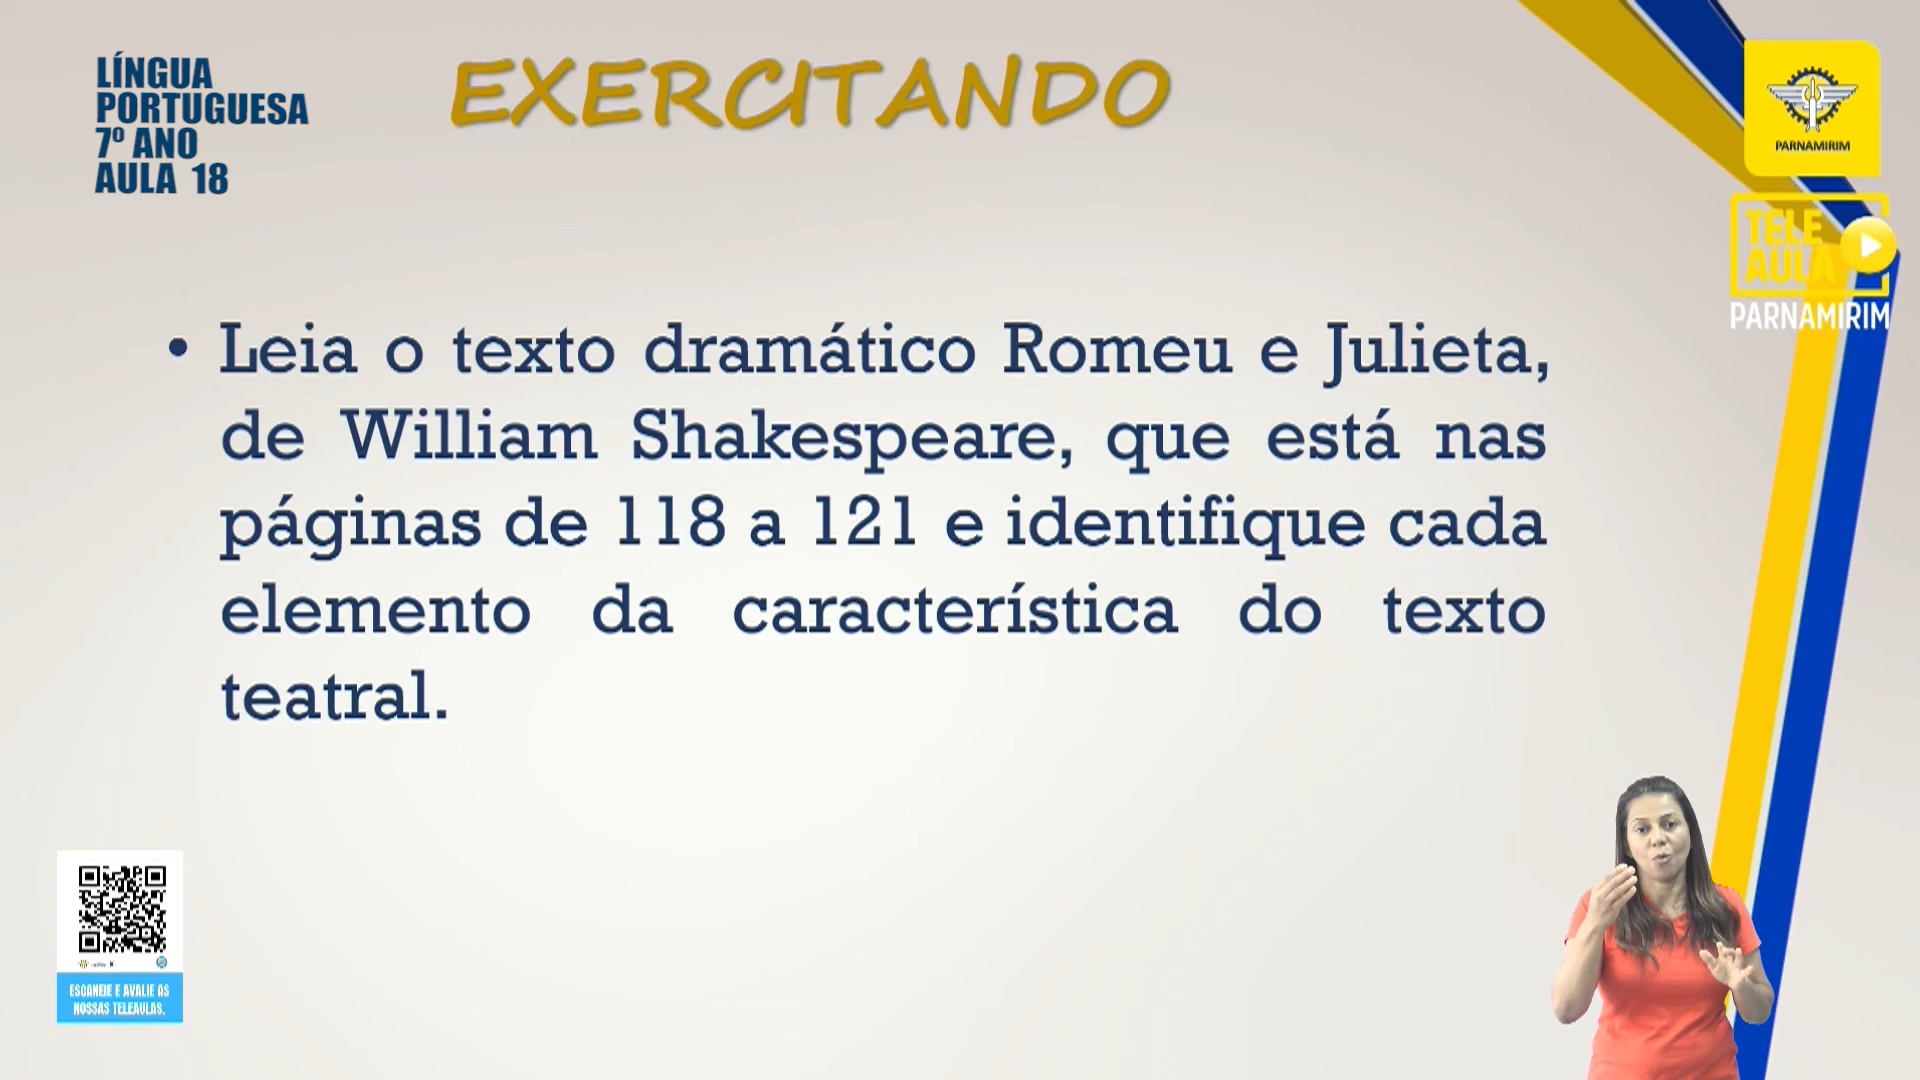 LÍNGUA
PORTUGUESA
7º ANO
AULA 18
EXERCITANDO
PARNAMIRIM
TELE
AULA
PARNAMIRIM
• Leia o texto dramático Romeu e Julieta,
de William Shakespeare, que está nas
páginas de 118 a 121 e identifique cada
elemento da característica do texto
teatral.
ESCANEIE E AVALIE AS
NOSSAS TELEAULAS.